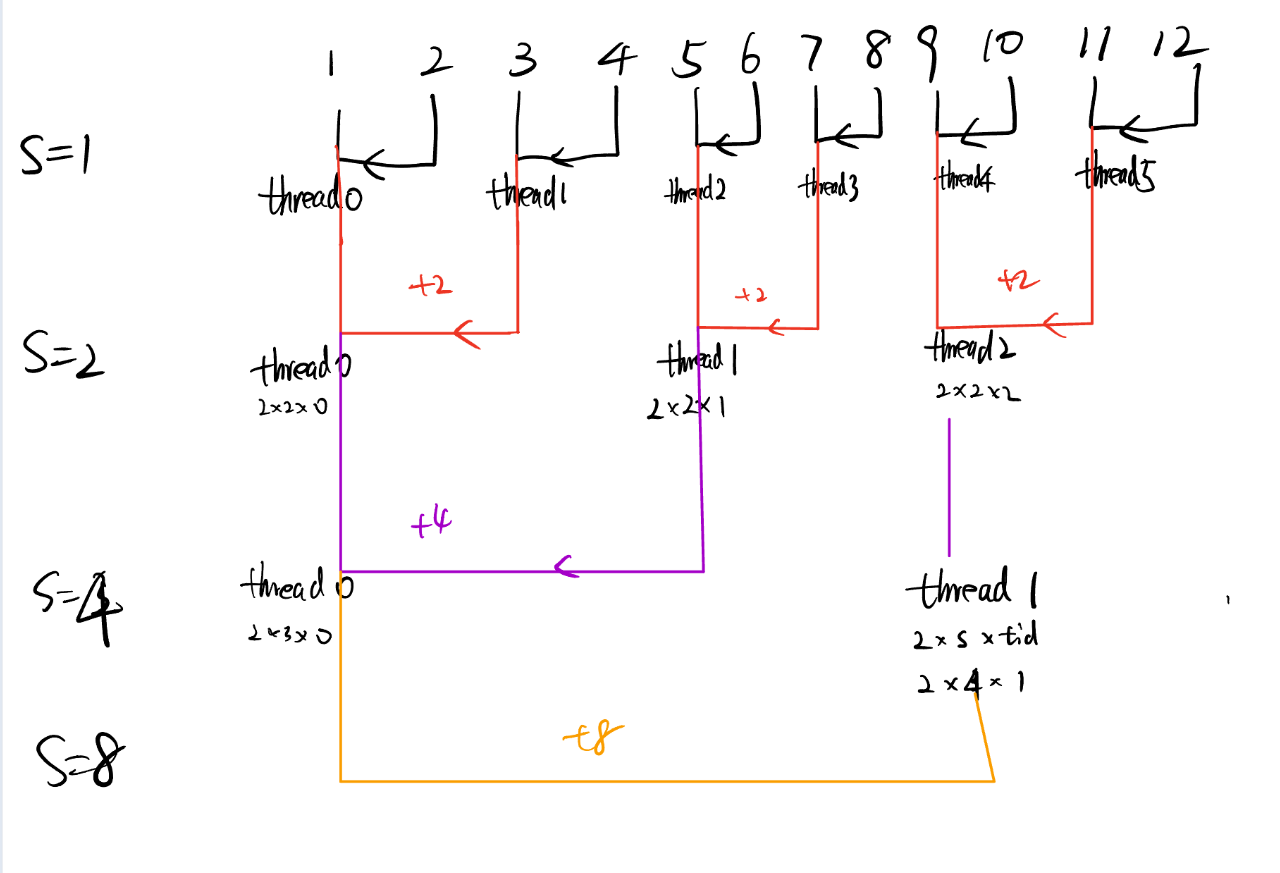 1 2 3 4 5 6 7 8 9 10 11 12
S=1
thread0 thread1 thread2 thread3 thread4 thread5
+2 +2 +2
S=2
thread0 thread1 thread2
2×2×0 2×2×1 2×2×2
+4
S=4
thread0 thread1
2×3×0 2×s×tid
2×4×1
+8
S=8